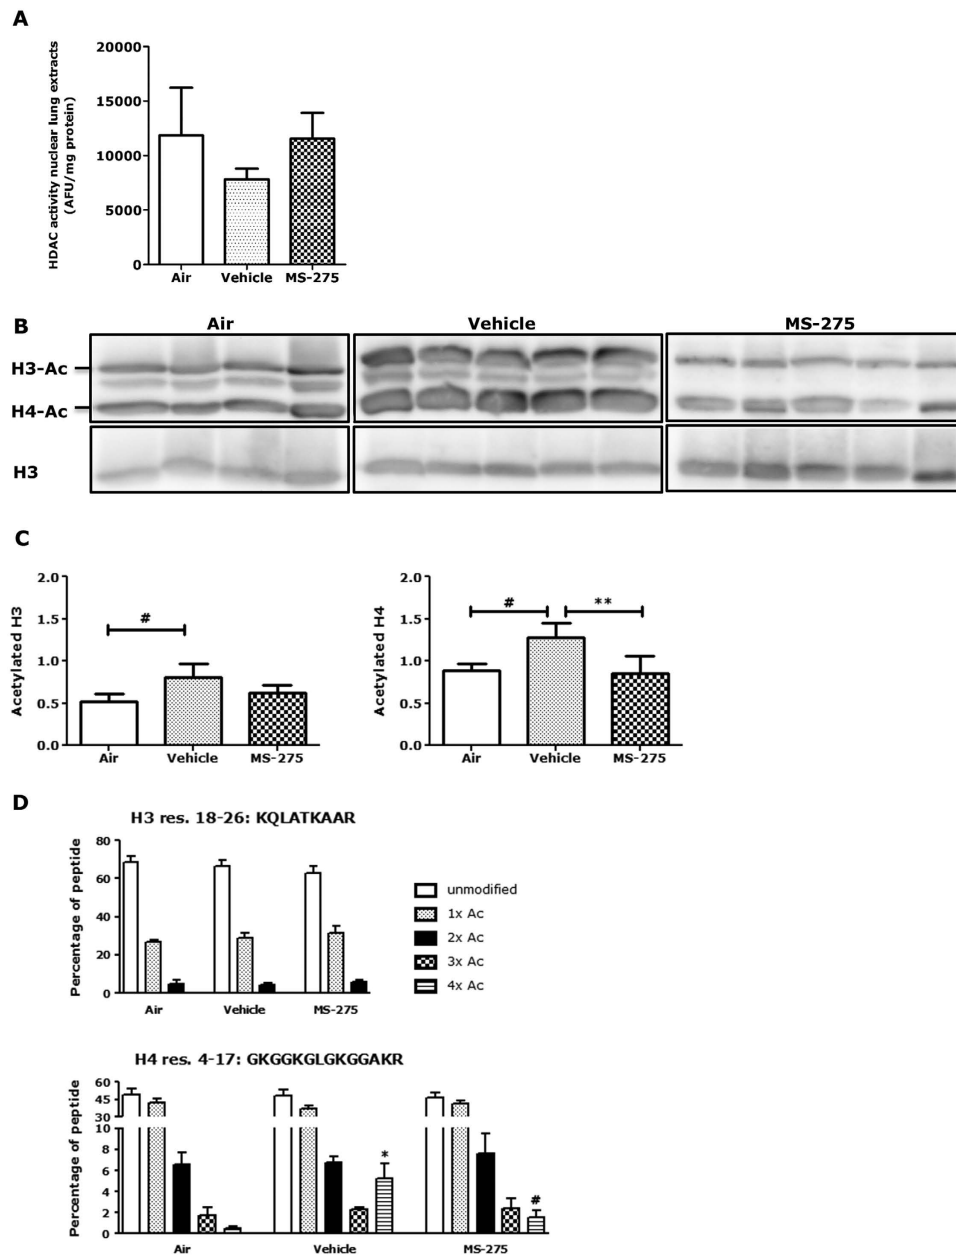 A
HDAC activity nuclear lung extracts
(AFU/mg protein)
20000
15000
10000
5000
0
Air Vehicle MS-275
B
Air Vehicle MS-275
H3-Ac
H4-Ac
H3
C
Acetylated H3
2.0
1.5
1.0
0.5
0.0
#
Air Vehicle MS-275
Acetylated H4
2.0
1.5
1.0
0.5
0.0
# **
Air Vehicle MS-275
D
H3 res. 18-26: KQLATKAAR
Percentage of peptide
80
60
40
20
0
Air Vehicle MS-275
unmodified
1x Ac
2x Ac
3x Ac
4x Ac
H4 res. 4-17: GKGGKGLGKGGAKR
Percentage of peptide
60
45
30
10
8
6
4
2
0
*
#
Air Vehicle MS-275